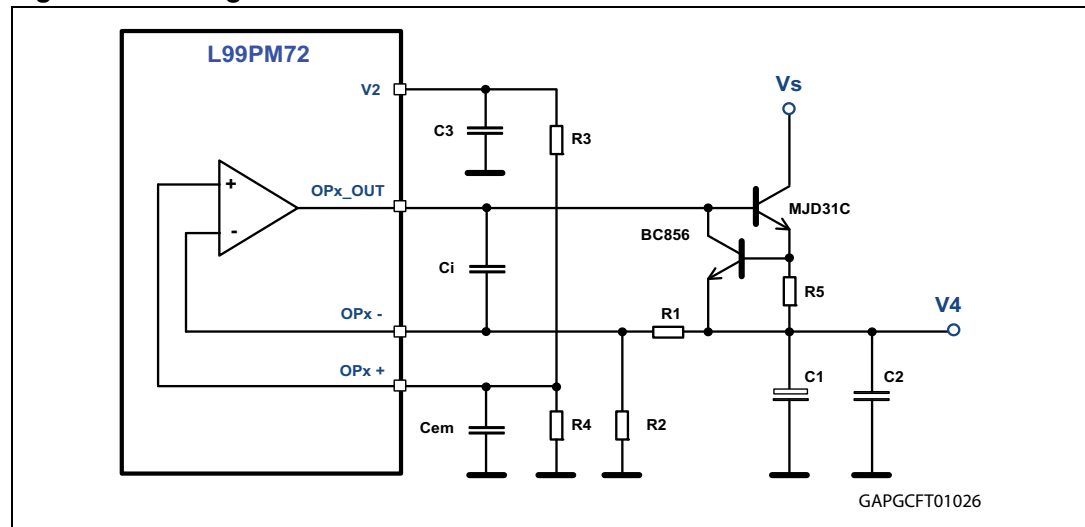 L99PM72
V2
Vs
C3
R3
+
OPx_OUT
MJD31C
-
BC856
Ci
R5
V4
OPx -
R1
OPx +
C1
C2
Cem
R4
R2
GAPGCFT01026